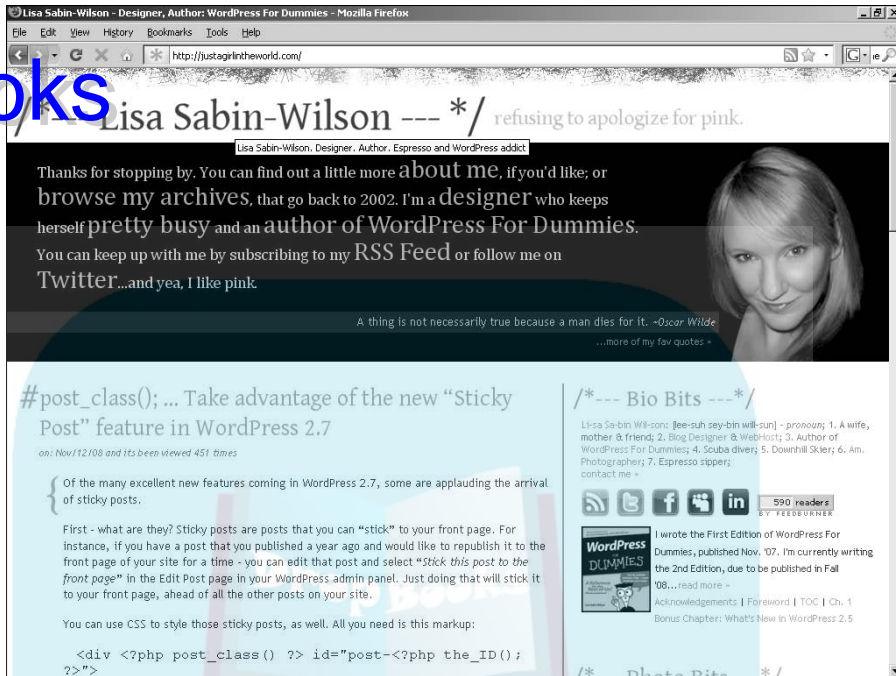 Lisa Sabin-Wilson - Designer, Author: WordPress For Dummies - Mozilla Firefox
File Edit View History Bookmarks Tools Help
http://justagirlintheworld.com/
oks
/*--- Lisa Sabin-Wilson --- */ refusing to apologize for pink.
Lisa Sabin-Wilson. Designer. Author. Espresso and WordPress addict
Thanks for stopping by. You can find out a little more about me, if you'd like; or
browse my archives, that go back to 2002. I'm a designer who keeps
herself pretty busy and an author of WordPress For Dummies.
You can keep up with me by subscribing to my RSS Feed or follow me on
Twitter...and yea, I like pink.
A thing is not necessarily true because a man dies for it. ~Oscar Wilde
...more of my fav quotes »
#post_class(); ... Take advantage of the new “Sticky
Post” feature in WordPress 2.7
on: Nov/12/08 and its been viewed 451 times
{ Of the many excellent new features coming in WordPress 2.7, some are applauding the arrival
of sticky posts.
First - what are they? Sticky posts are posts that you can “stick” to your front page. For
instance, if you have a post that you published a year ago and would like to republish it to the
front page of your site for a time - you can edit that post and select “Stick this post to the
front page” in the Edit Post page in your WordPress admin panel. Just doing that will stick it
to your front page, ahead of all the other posts on your site.
You can use CSS to style those sticky posts, as well. All you need is this markup:
<div <?php post_class() ?> id="post-<?php the_ID();
?>">
/*--- Bio Bits ---*/
Li-sa Sa-bin Wil-son: [lee-suh sey-bin will-sun] - pronoun; 1. A wife,
mother & friend; 2. Blog Designer & WebHost; 3. Author of
WordPress For Dummies; 4. Scuba diver; 5. Downhill Skier; 6. Am.
Photographer; 7. Espresso sipper;
contact me »
in
590 readers
BY FEEDBURNER
WordPress
DUMMIES
I wrote the First Edition of WordPress For
Dummies, published Nov. '07. I'm currently writing
the 2nd Edition, due to be published in Fall
'08...read more ~
Acknowledgements | Foreword | TOC | Ch. 1
Bonus Chapter: What's New in WordPress 2.5
/*--- Photo Bits ---*/
p Books